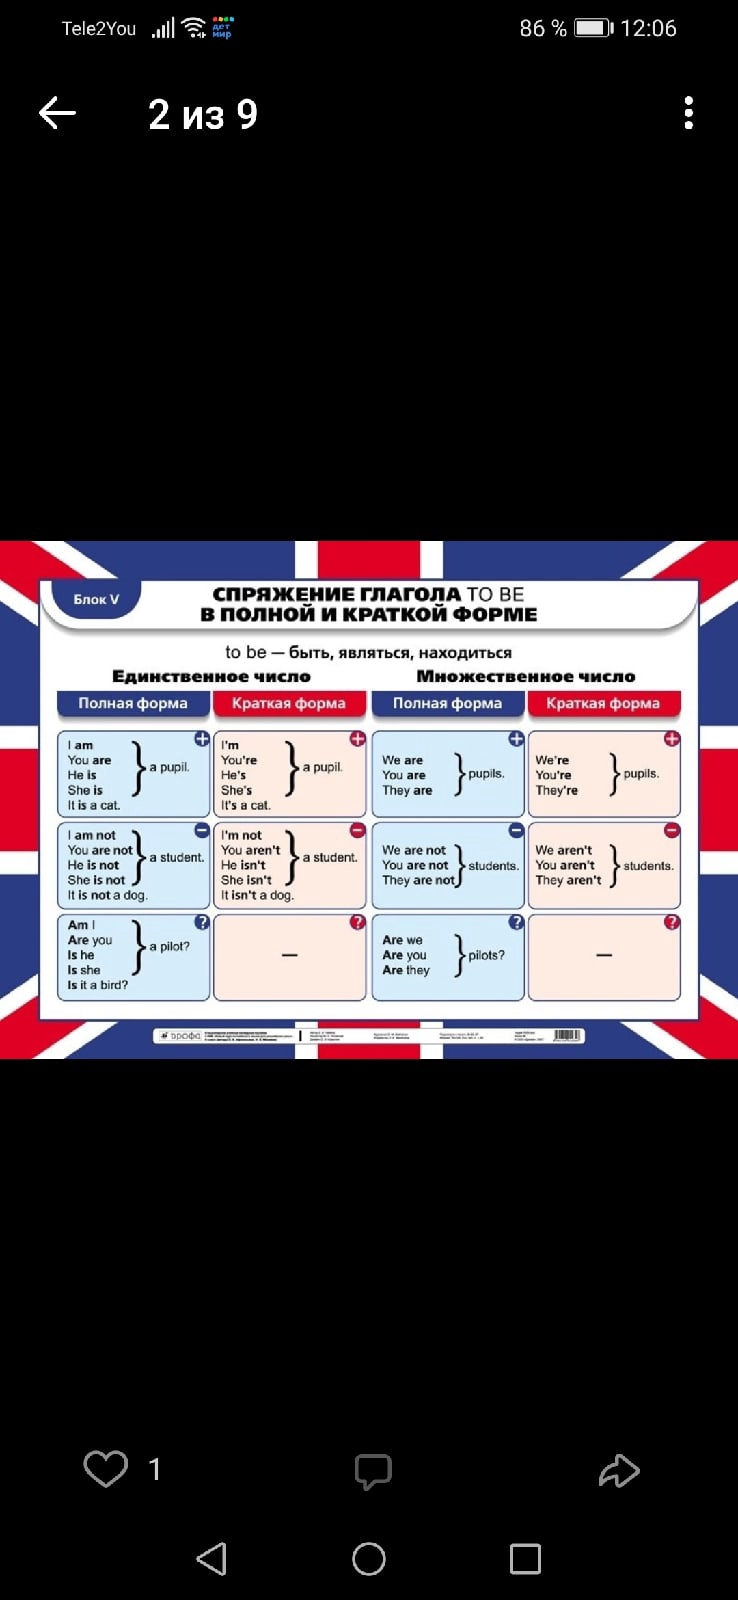 Tele2You
дет
мир
86 %
12:06
2 из 9
Блок V
СПРЯЖЕНИЕ ГЛАГОЛА TO BE
В ПОЛНОЙ И КРАТКОЙ ФОРМЕ
to be — быть, являться, находиться
Единственное число
Множественное число
Полная форма
Краткая форма
Полная форма
Краткая форма
I am
You are
He is
She is
a pupil.
It is a cat.
+
I'm
You're
He's
She's
a pupil.
It's a cat.
+
We are
You are
They are
pupils.
+
We're
You're
They're
pupils.
+
I am not
You are not
He is not
She is not
a student.
It is not a dog.
−
I'm not
You aren't
He isn't
She isn't
a student.
It isn't a dog.
−
We are not
You are not
They are not
students.
−
We aren't
You aren't
They aren't
students.
−
Am I
Are you
Is he
Is she
a pilot?
Is it a bird?
?
—
?
Are we
Are you
Are they
pilots?
?
—
?
дрофа
1